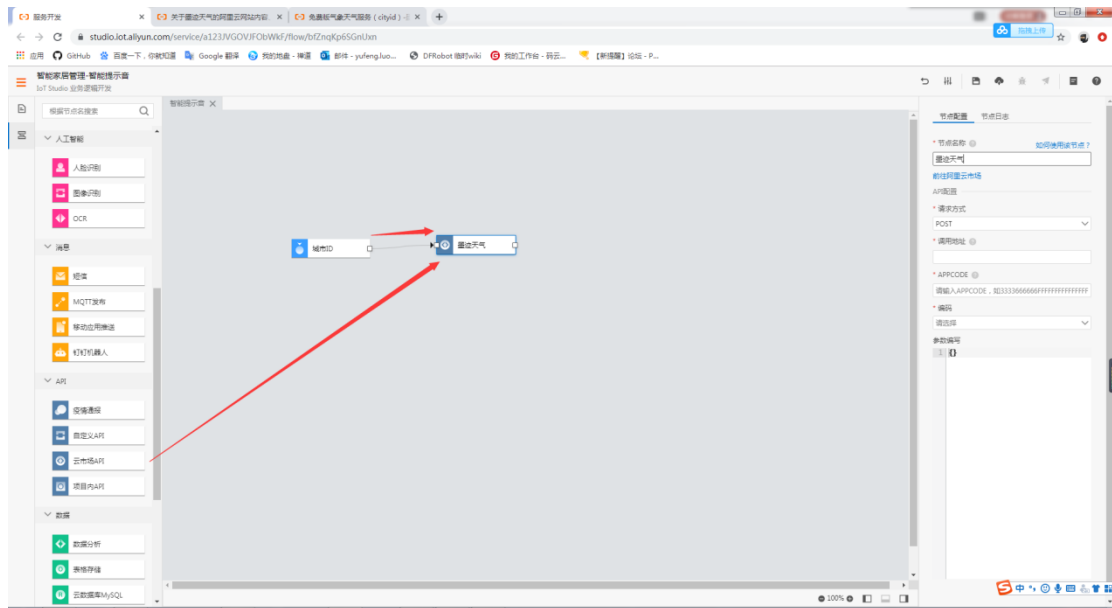 服务开发
关于墨迹天气的阿里云网站内容
免费版气象天气服务 ( cityid ) -
studio.iot.aliyun.com/service/a123JVGOVJFObWkF/flow/bfZnqKp6SGnUxn
拖拽上传
应用 GitHub 百度一下，你就知道 Google 翻译 我的地盘 - 禅道 邮件 - yufeng.luo... DFRobot 临时wiki 我的工作台 - 码云... 【新提醒】论坛 - P...
智能家居管理-智能提示音
IoT Studio 业务逻辑开发
根据节点名搜索
智能提示音
人工智能
人脸识别
图像识别
OCR
消息
短信
MQTT发布
移动应用推送
钉钉机器人
API
疫情通报
自定义API
云市场API
项目内API
数据
数据分析
表格存储
云数据库MySQL
城市ID
墨迹天气
100%
节点配置 节点日志
* 节点名称 如何使用该节点？
墨迹天气
前往阿里云市场
API配置
* 请求方式
POST
* 调用地址
* APPCODE
请输入APPCODE，如3333666666FFFFFFFFFFFFFFF
* 编码
请选择
参数编写
1 {}
中